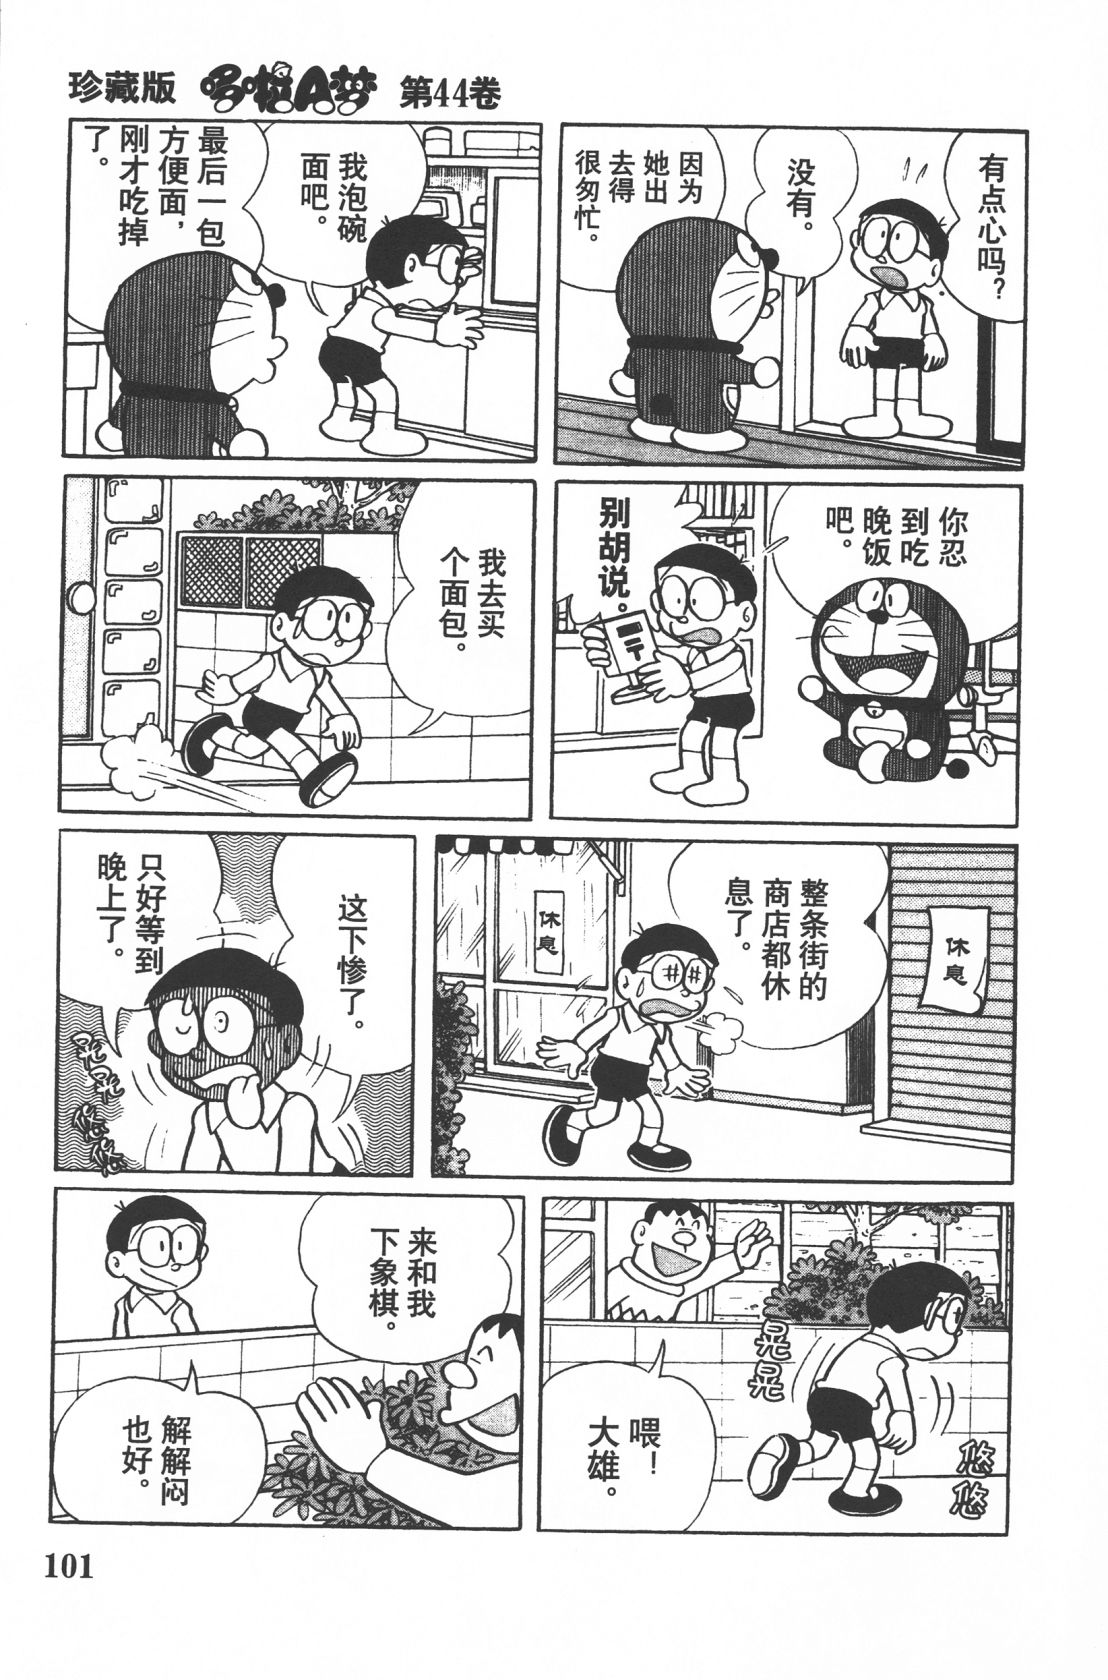 珍藏版 哆啦A梦 第44卷
有点心吗？
没有。
因为
她出
去得
很匆忙。
我泡碗
面吧。
最后一包
方便面，
刚才吃掉
了。
你忍
到吃
晚饭
吧。
别胡说。
我去买
个面包。
整条街的
商店都休
息了。
休息
休息
这下惨了。
只好等到
晚上了。
晃晃
悠悠
喂！
大雄。
晃晃
悠悠
来和我
下象棋。
解解闷
也好。
101